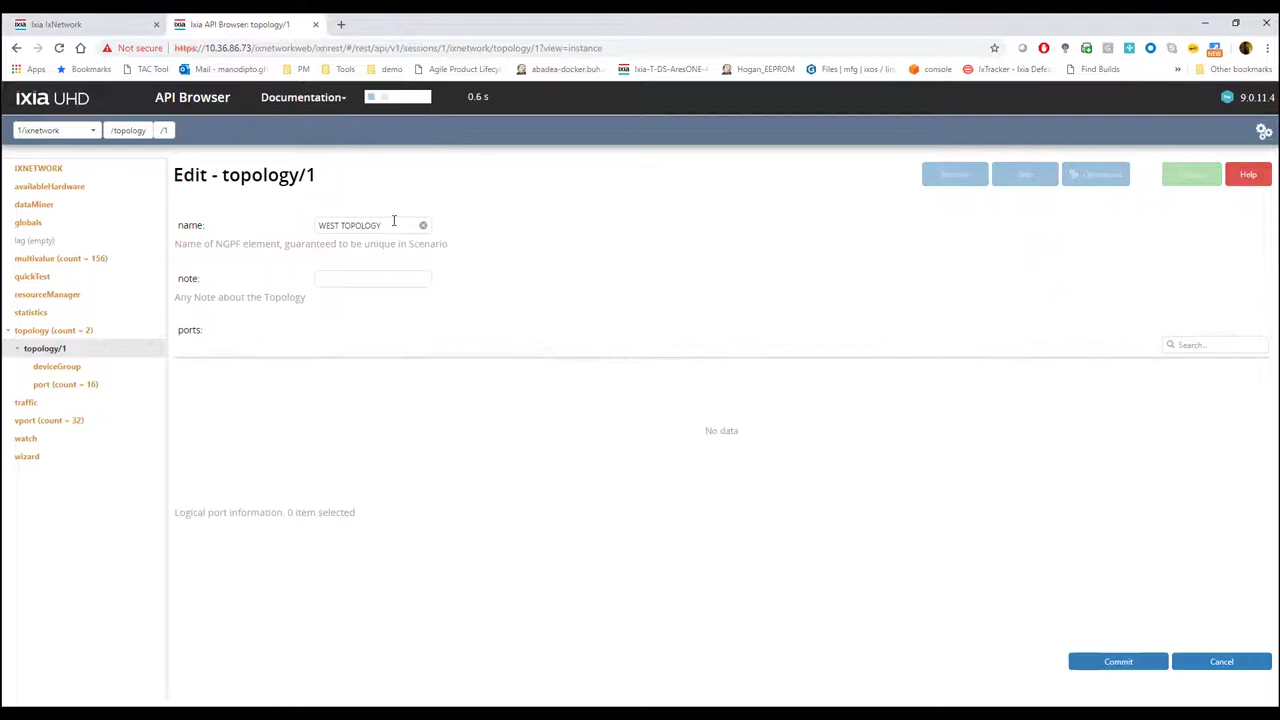 Ixia IxNetwork
Ixia API Browser: topology/1
Not secure
https://10.36.86.73/ixnetworkweb/ixnrest/#/rest/api/v1/sessions/1/ixnetwork/topology/1?view=instance
NEW
Apps
Bookmarks
TAC Tool
Mail - manodipto.gh
PM
Tools
demo
Agile Product Lifecy
abadea-docker.buh.
Ixia-T-DS-AresONE-
Hogan_EEPROM
Files | mfg | ixos / lin
console
IxTracker - Ixia Defec
Find Builds
»
Other bookmarks
ixia UHD
API Browser
Documentation
0.6 s
9.0.11.4
1/ixnetwork
/topology
/1
IXNETWORK
availableHardware
dataMiner
globals
lag (empty)
multivalue (count = 156)
quickTest
resourceManager
statistics
topology (count = 2)
topology/1
deviceGroup
port (count = 16)
traffic
vport (count = 32)
watch
wizard
Edit - topology/1
Help
name:
WEST TOPOLOGY
Name of NGPF element, guaranteed to be unique in Scenario
note:
Any Note about the Topology
ports:
Search...
No data
Logical port information. 0 item selected
Commit
Cancel